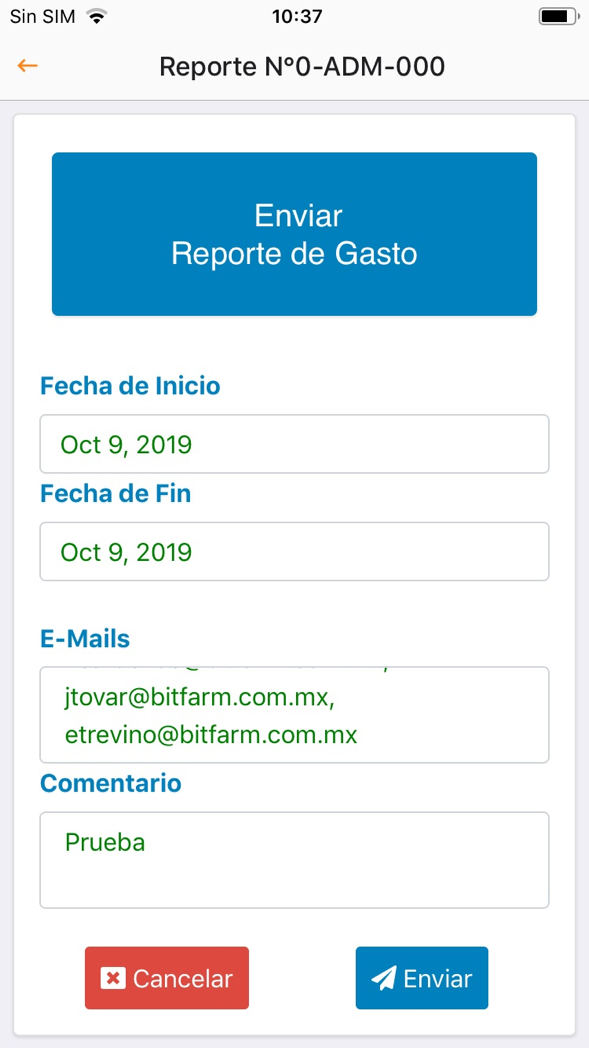 Sin SIM
10:37
Reporte N°0-ADM-000
Enviar
Reporte de Gasto
Fecha de Inicio
Oct 9, 2019
Fecha de Fin
Oct 9, 2019
E-Mails
jtovar@bitfarm.com.mx,
etrevino@bitfarm.com.mx
Comentario
Prueba
Cancelar
Enviar